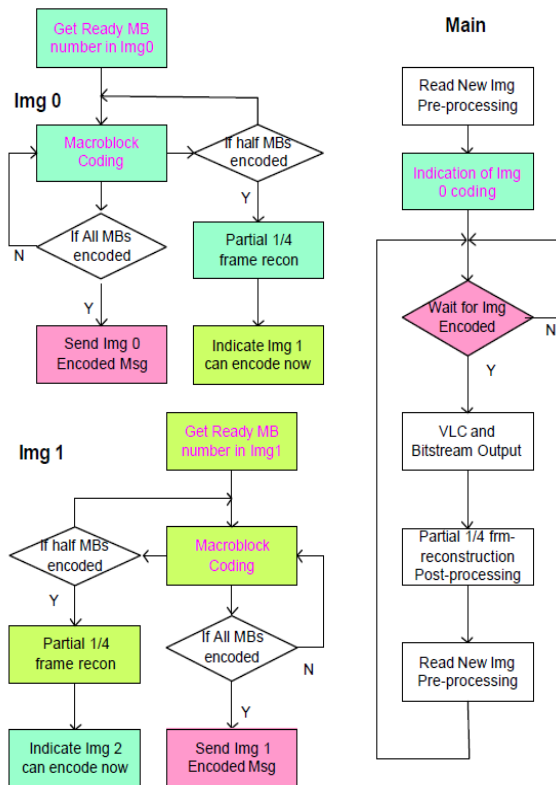 Get Ready MB
number in Img0
Img 0
Macroblock
Coding
If half MBs
encoded
Y
If All MBs
encoded
N
Y
Partial 1/4
frame recon
Send Img 0
Encoded Msg
Indicate Img 1
can encode now
Img 1
Get Ready MB
number in Img1
If half MBs
encoded
Macroblock
Coding
Y
If All MBs
encoded
N
Partial 1/4
frame recon
Y
Indicate Img 2
can encode now
Send Img 1
Encoded Msg
Main
Read New Img
Pre-processing
Indication of Img
0 coding
Wait for Img
Encoded
N
Y
VLC and
Bitstream Output
Partial 1/4 frm-
reconstruction
Post-processing
Read New Img
Pre-processing